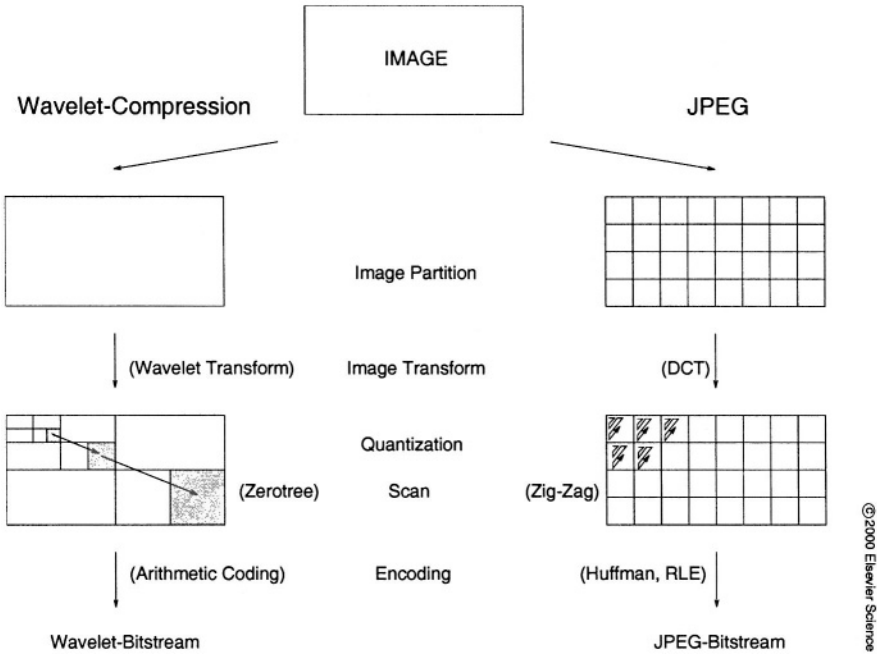 IMAGE
Wavelet-Compression
JPEG
Image Partition
(Wavelet Transform)
Image Transform
(DCT)
Quantization
(Zerotree)
Scan
(Zig-Zag)
(Arithmetic Coding)
Encoding
(Huffman, RLE)
Wavelet-Bitstream
JPEG-Bitstream
©2000 Elsevier Science